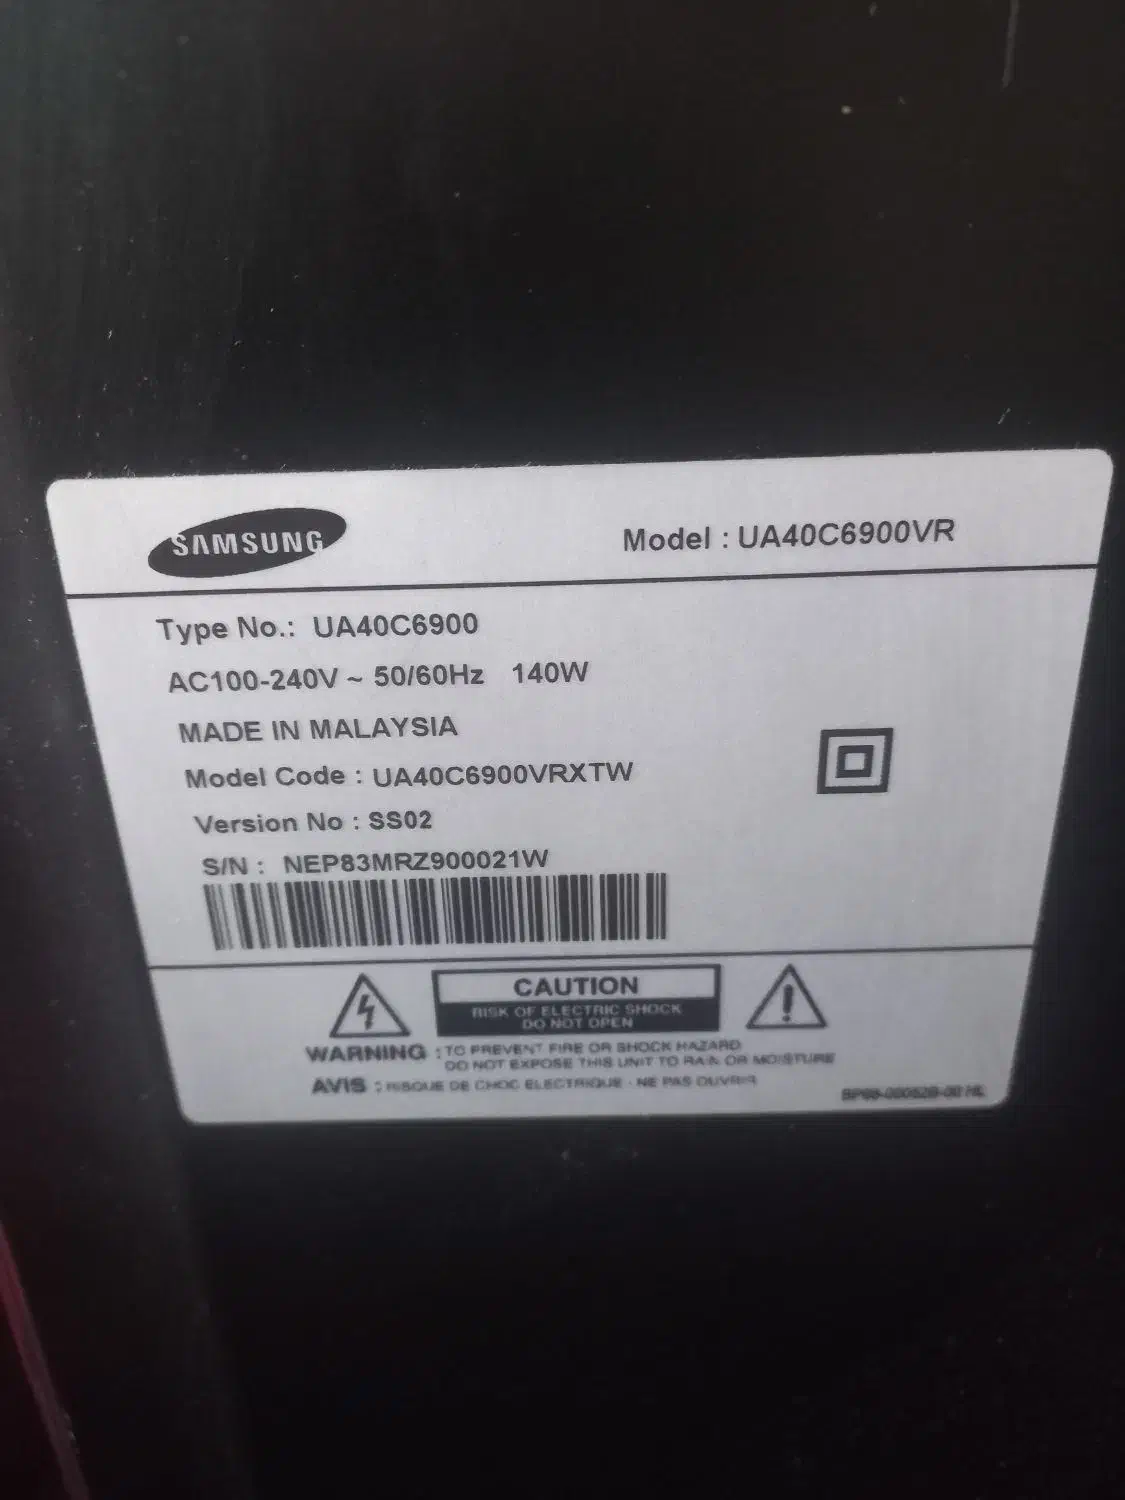 SAMSUNG
Model : UA40C6900VR
Type No.: UA40C6900
AC100-240V ~ 50/60Hz 140W
MADE IN MALAYSIA
Model Code : UA40C6900VRXTW
Version No : SS02
S/N : NEP83MRZ900021W
CAUTION
RISK OF ELECTRIC SHOCK
DO NOT OPEN
WARNING : TO PREVENT FIRE OR SHOCK HAZARD
DO NOT EXPOSE THIS UNIT TO RAIN OR MOISTURE
AVIS : RISQUE DE CHOC ELECTRIQUE - NE PAS OUVRIR